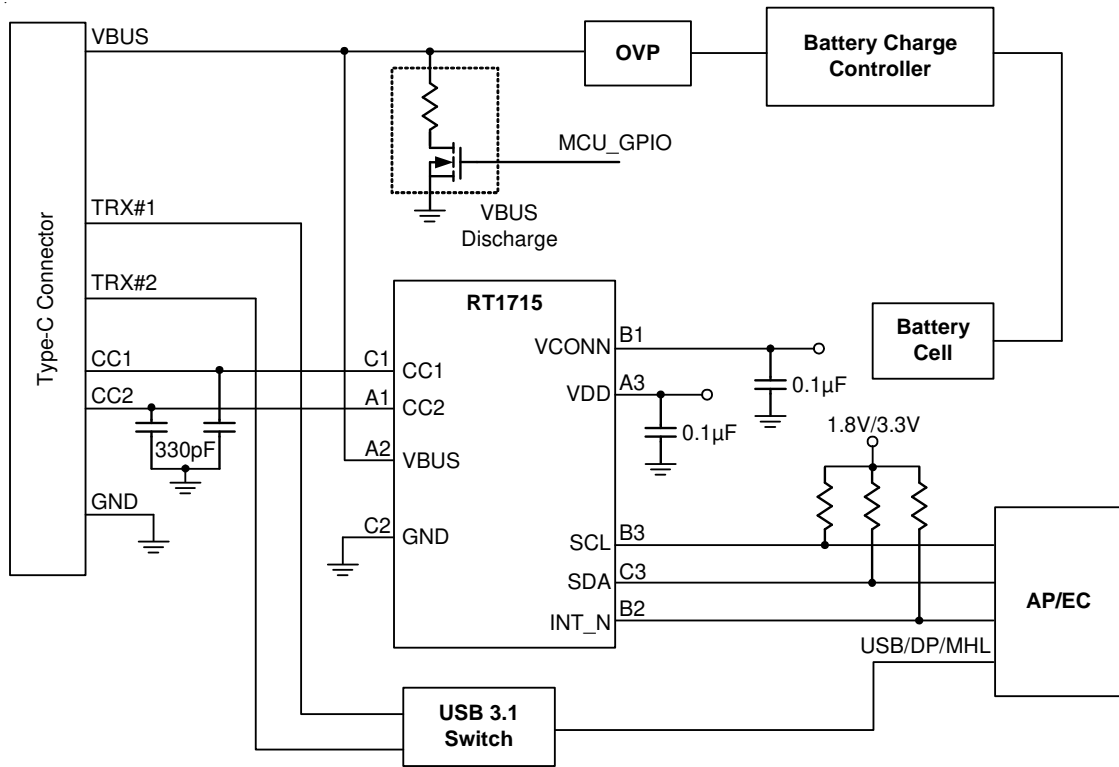 Type-C Connector
VBUS
OVP
Battery Charge
Controller
MCU_GPIO
VBUS
Discharge
TRX#1
TRX#2
CC1
CC2
330pF
GND
RT1715
C1
CC1
A1
CC2
A2
VBUS
C2
GND
VCONN
B1
0.1µF
VDD
A3
0.1µF
Battery
Cell
1.8V/3.3V
SCL
B3
SDA
C3
INT_N
B2
AP/EC
USB/DP/MHL
USB 3.1
Switch